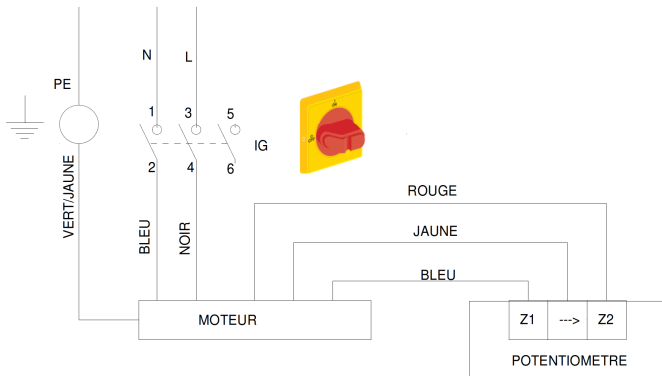 N
L
PE
1
3
5
IG
2
4
6
VERT/JAUNE
BLEU
NOIR
ROUGE
JAUNE
BLEU
MOTEUR
Z1
--->
Z2
POTENTIOMETRE